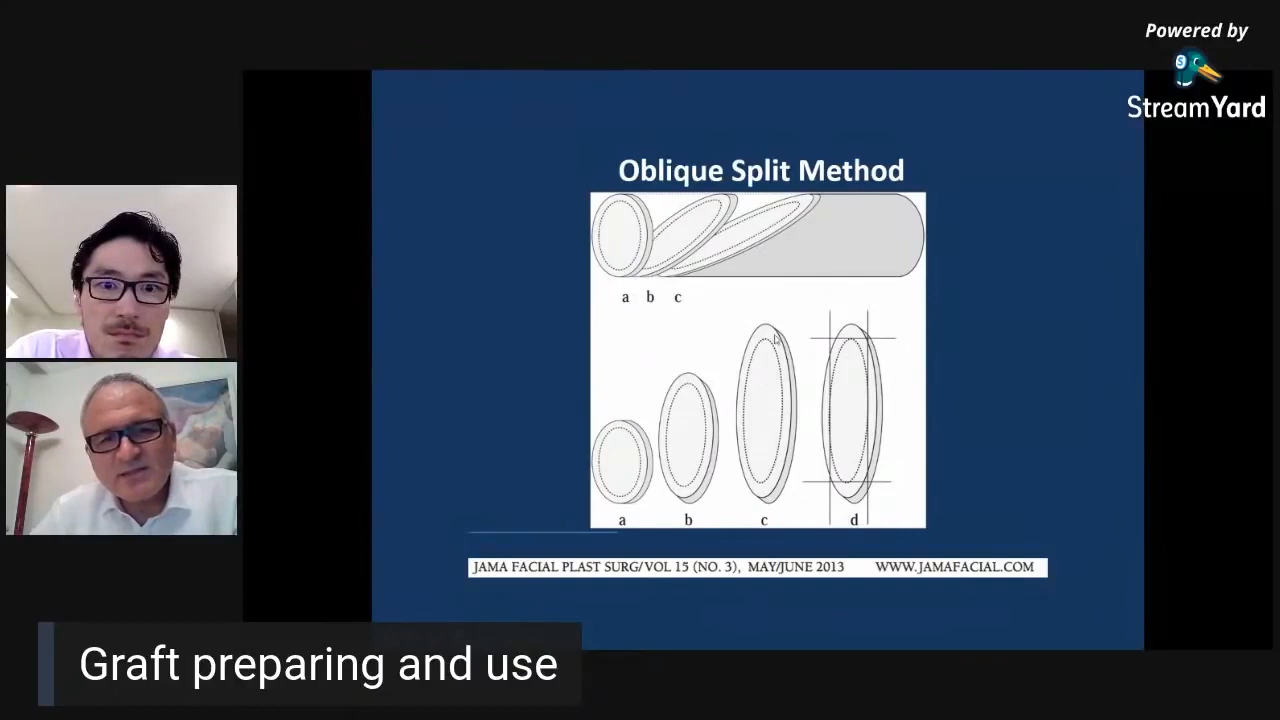 Powered by
StreamYard
Oblique Split Method
a b c
a b c d
JAMA FACIAL PLAST SURG/VOL 15 (NO. 3), MAY/JUNE 2013 WWW.JAMAFACIAL.COM
Graft preparing and use